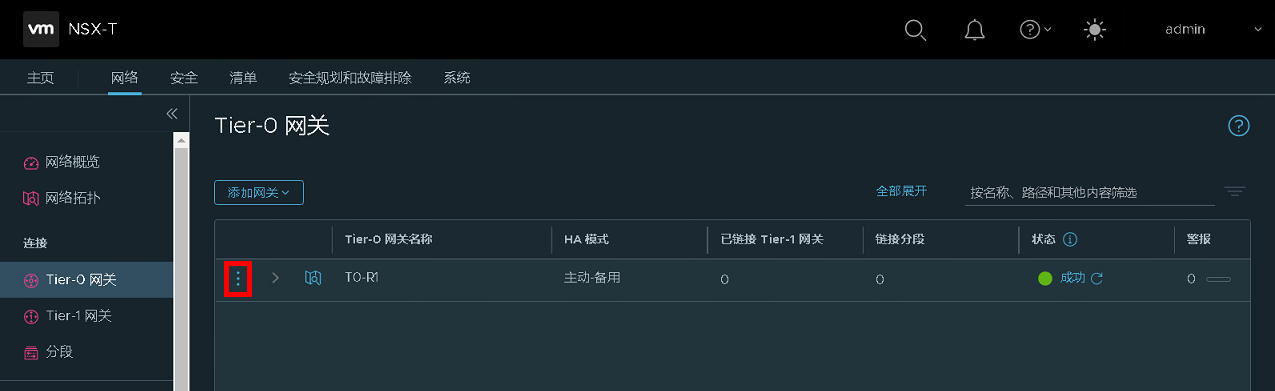 vm NSX-T admin
主页 网络 安全 清单 安全规划和故障排除 系统
Tier-0 网关
网络概览
网络拓扑
添加网关 全部展开 按名称、路径和其他内容筛选
连接
Tier-0 网关名称 HA 模式 已链接 Tier-1 网关 链接分段 状态 警报
Tier-0 网关
T0-R1 主动-备用 0 0 成功 0
Tier-1 网关
分段